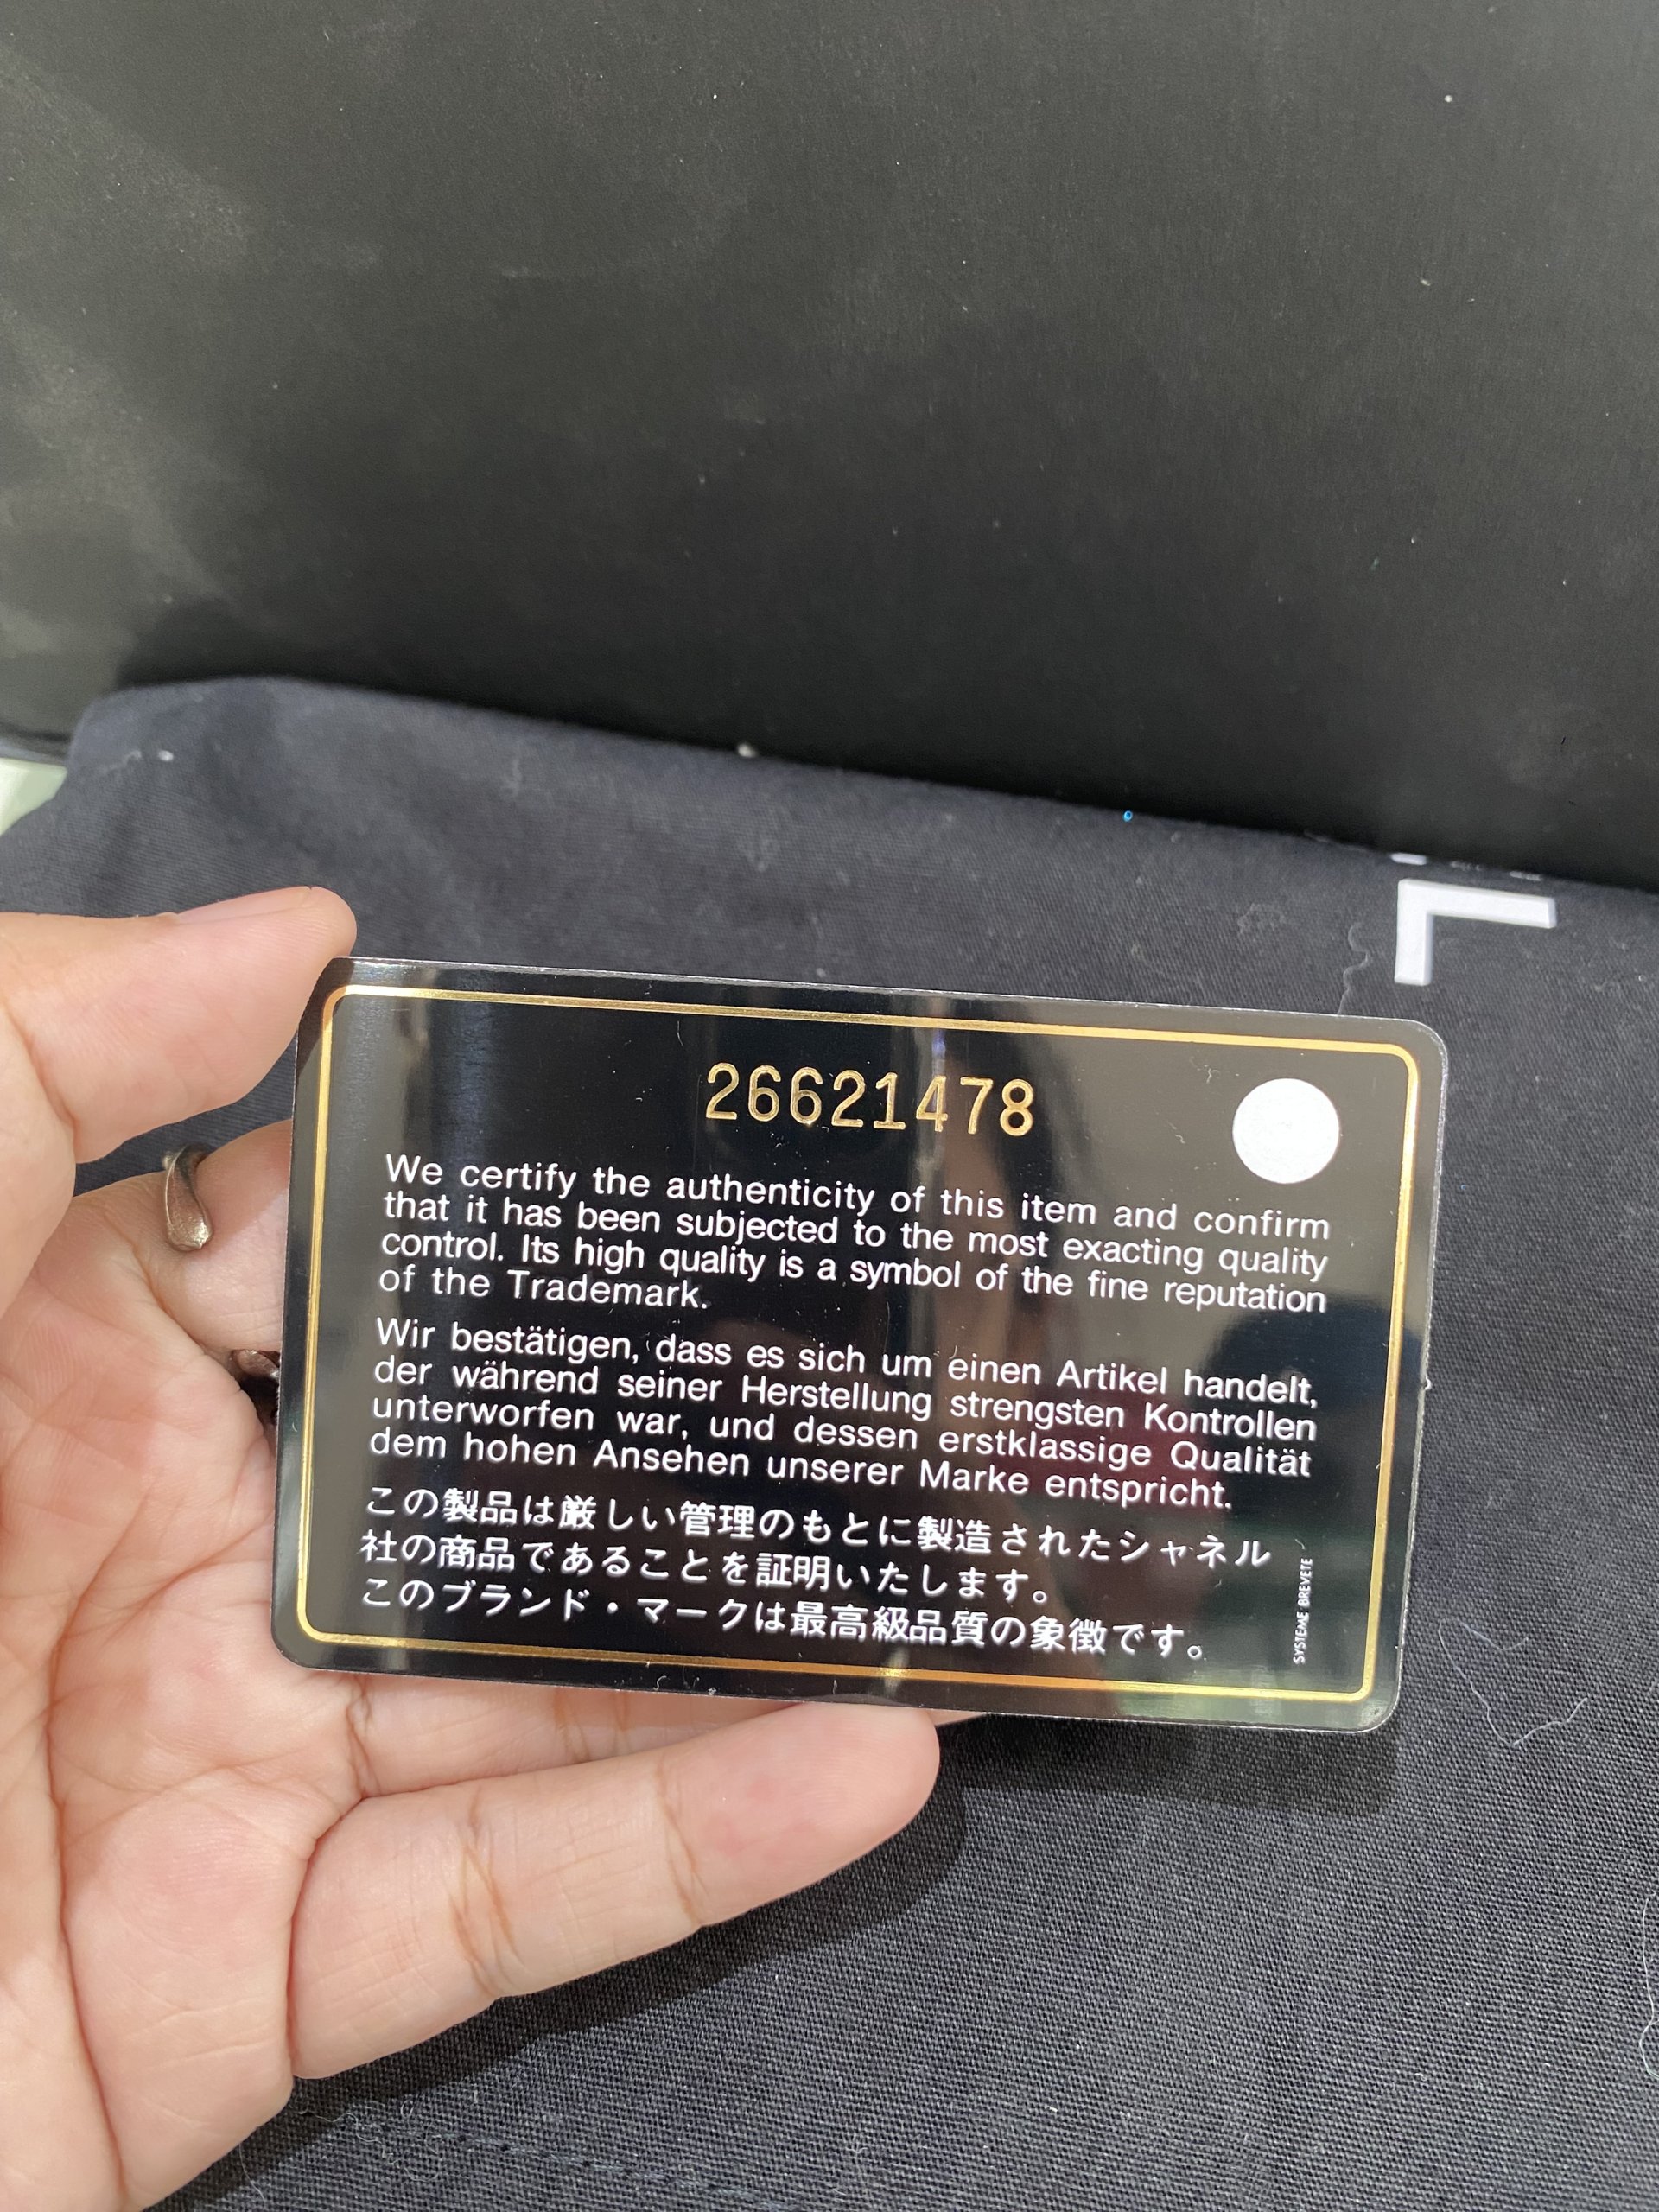 L
26621478
We certify the authenticity of this item and confirm
that it has been subjected to the most exacting quality
control. Its high quality is a symbol of the fine reputation
of the Trademark.
Wir bestätigen, dass es sich um einen Artikel handelt,
der während seiner Herstellung strengsten Kontrollen
unterworfen war, und dessen erstklassige Qualität
dem hohen Ansehen unserer Marke entspricht.
この製品は厳しい管理のもとに製造されたシャネル
社の商品であることを証明いたします。
このブランド・マークは最高級品質の象徴です。
SYSTEME BREVETE